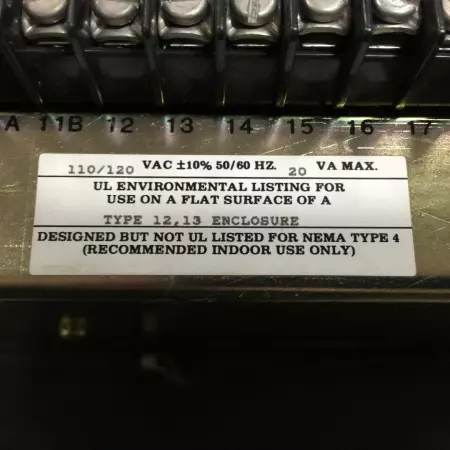 A 11B 12 13 14 15 16 17
110/120 VAC ±10% 50/60 HZ. 20 VA MAX.
UL ENVIRONMENTAL LISTING FOR
USE ON A FLAT SURFACE OF A
TYPE 12,13 ENCLOSURE
DESIGNED BUT NOT UL LISTED FOR NEMA TYPE 4
(RECOMMENDED INDOOR USE ONLY)